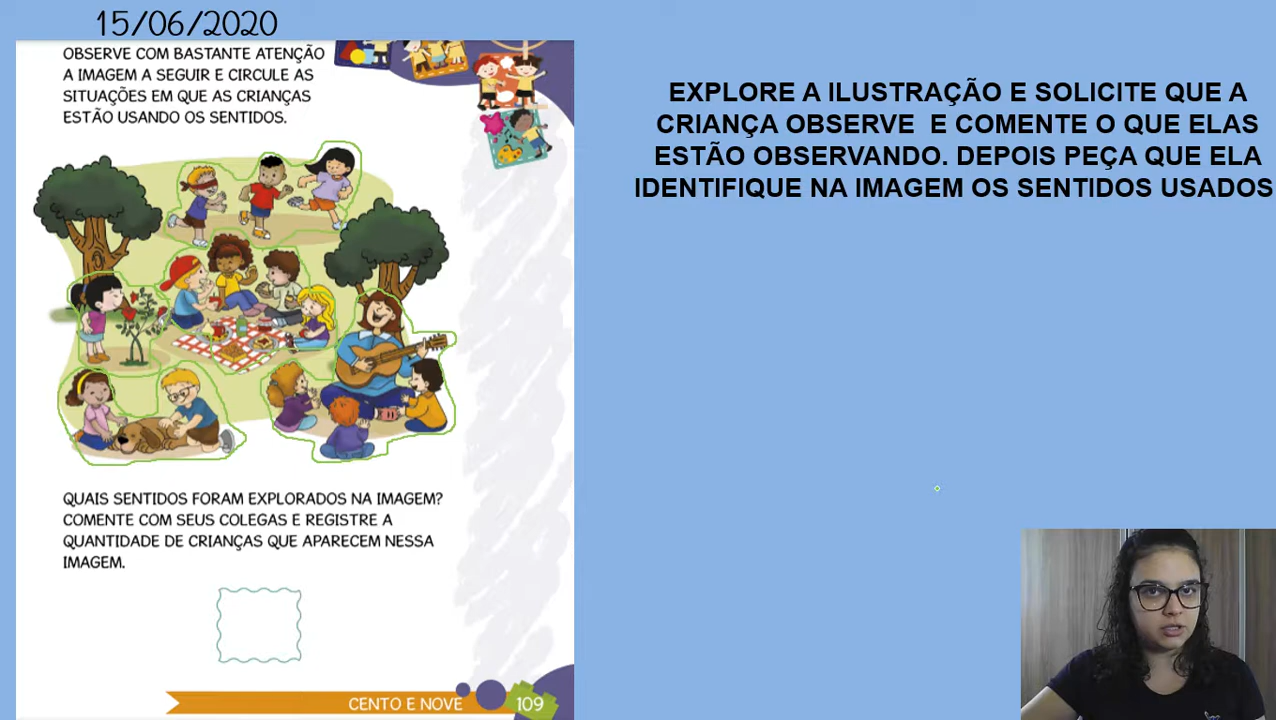 15/06/2020
OBSERVE COM BASTANTE ATENÇÃO
A IMAGEM A SEGUIR E CIRCULE AS
SITUAÇÕES EM QUE AS CRIANÇAS
ESTÃO USANDO OS SENTIDOS.
QUAIS SENTIDOS FORAM EXPLORADOS NA IMAGEM?
COMENTE COM SEUS COLEGAS E REGISTRE A
QUANTIDADE DE CRIANÇAS QUE APARECEM NESSA
IMAGEM.
CENTO E NOVE 109
EXPLORE A ILUSTRAÇÃO E SOLICITE QUE A
CRIANÇA OBSERVE E COMENTE O QUE ELAS
ESTÃO OBSERVANDO. DEPOIS PEÇA QUE ELA
IDENTIFIQUE NA IMAGEM OS SENTIDOS USADOS